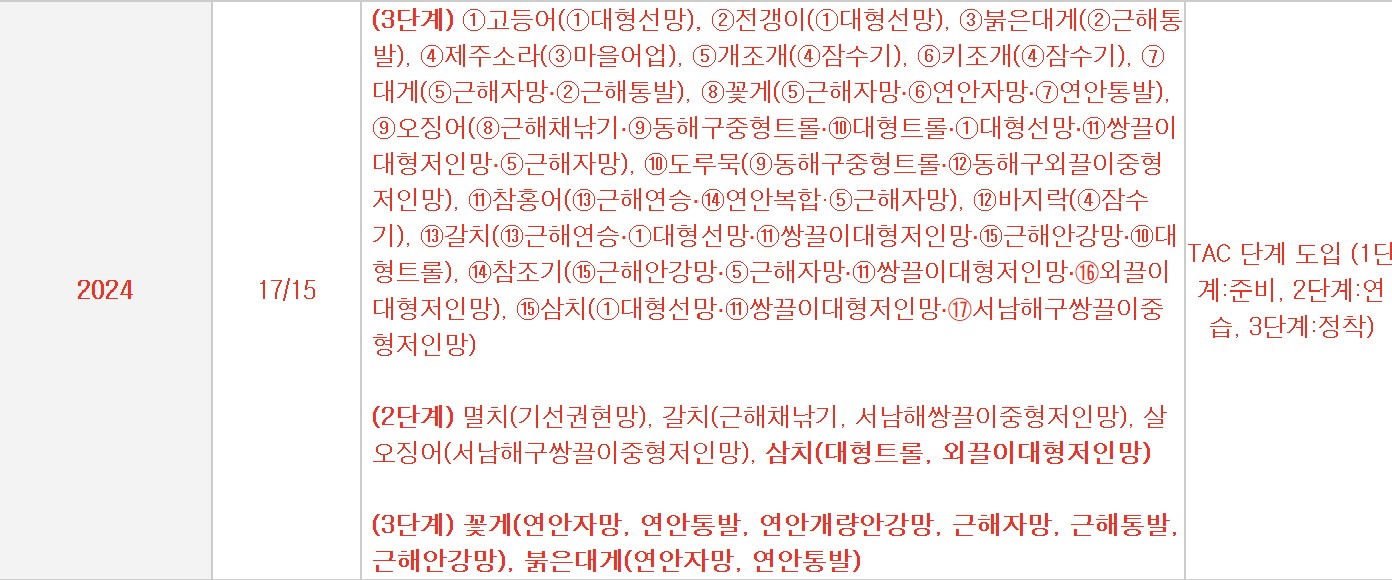 2024
17/15
(3단계) ①고등어(①대형선망), ②전갱이(①대형선망), ③붉은대게(②근해통
발), ④제주소라(③마을어업), ⑤개조개(④잠수기), ⑥키조개(④잠수기), ⑦
대게(⑤근해자망·②근해통발), ⑧꽃게(⑤근해자망·⑥연안자망·⑦연안통발),
⑨오징어(⑧근해채낚기·⑨동해구중형트롤·⑩대형트롤·①대형선망·⑪쌍끌이
대형저인망·⑤근해자망), ⑩도루묵(⑨동해구중형트롤·⑫동해구외끌이중형
저인망), ⑪참홍어(⑬근해연승·⑭연안복합·⑤근해자망), ⑫바지락(④잠수
기), ⑬갈치(⑬근해연승·①대형선망·⑪쌍끌이대형저인망·⑮근해안강망·⑩대
형트롤), ⑭참조기(⑮근해안강망·⑤근해자망·⑪쌍끌이대형저인망·⑯외끌이
대형저인망), ⑮삼치(①대형선망·⑪쌍끌이대형저인망·⑰서남해구쌍끌이중
형저인망)
(2단계) 멸치(기선권현망), 갈치(근해채낚기, 서남해쌍끌이중형저인망), 살
오징어(서남해구쌍끌이중형저인망), 삼치(대형트롤, 외끌이대형저인망)
(3단계) 꽃게(연안자망, 연안통발, 연안개량안강망, 근해자망, 근해통발,
근해안강망), 붉은대게(연안자망, 연안통발)
TAC 단계 도입 (1단
계:준비, 2단계:연
습, 3단계:정착)